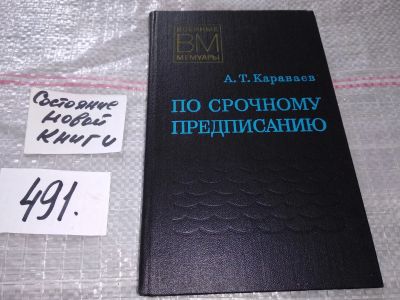 ВОЕННЫЕ
ВМ
МЕМУАРЫ
А. Т. Караваев
ПО СРОЧНОМУ
ПРЕДПИСАНИЮ
Состояние
новой
книги
491.